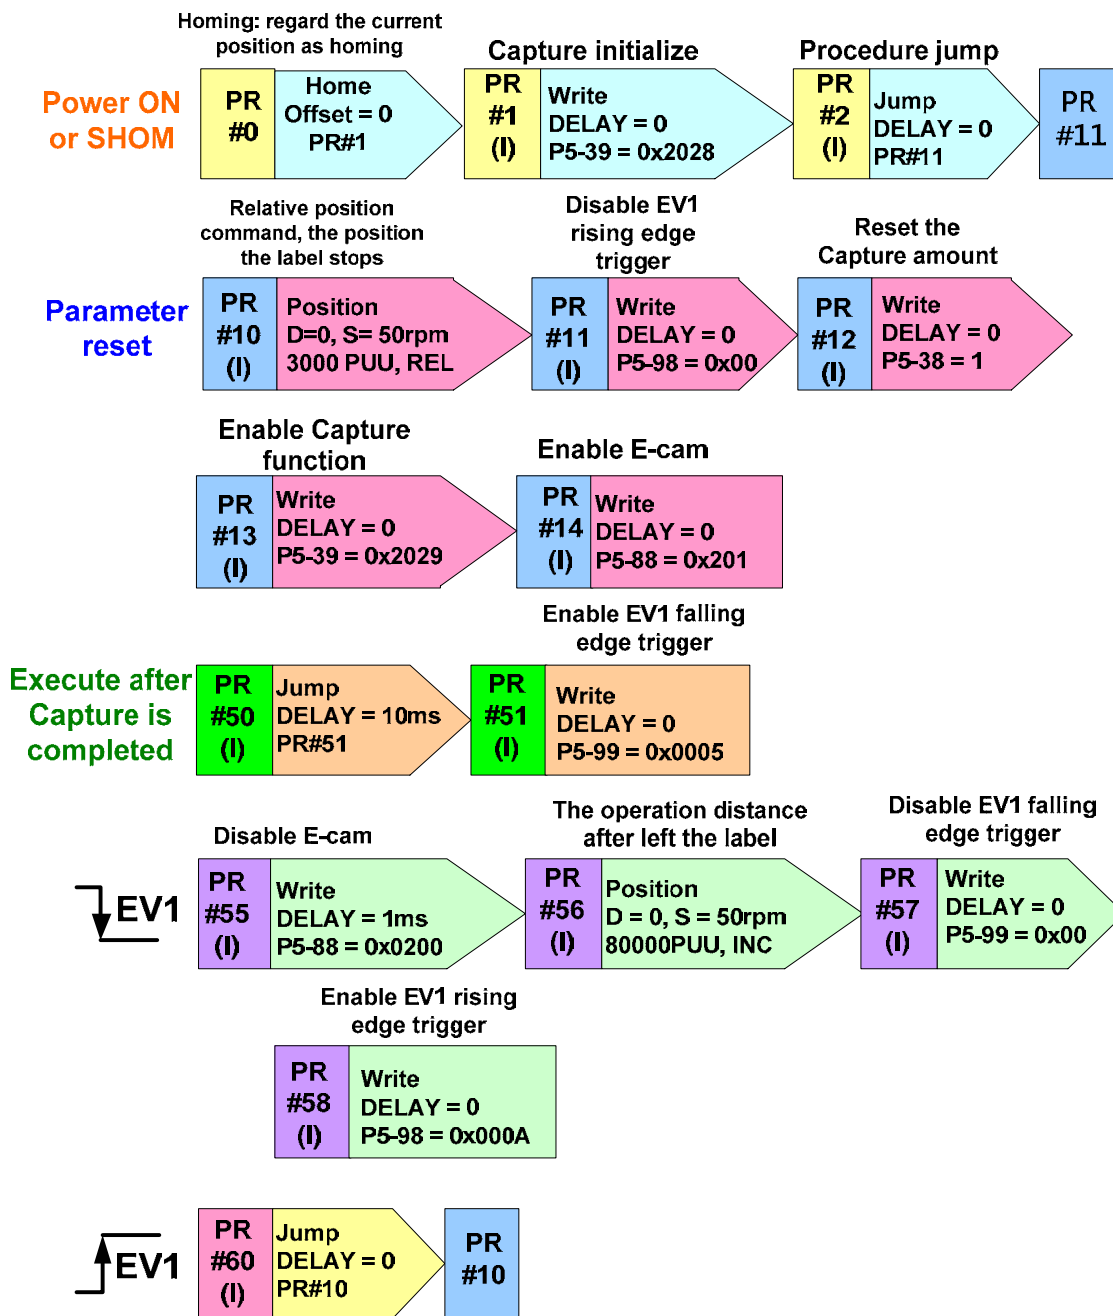 Homing: regard the current
position as homing
Capture initialize
Procedure jump
Power ON
or SHOM
PR
#0
Home
Offset = 0
PR#1
PR
#1
(I)
Write
DELAY = 0
P5-39 = 0x2028
PR
#2
(I)
Jump
DELAY = 0
PR#11
PR
#11
Relative position
command, the position
the label stops
Disable EV1
rising edge
trigger
Reset the
Capture amount
Parameter
reset
PR
#10
(I)
Position
D=0, S= 50rpm
3000 PUU, REL
PR
#11
(I)
Write
DELAY = 0
P5-98 = 0x00
PR
#12
(I)
Write
DELAY = 0
P5-38 = 1
Enable Capture
function
Enable E-cam
PR
#13
(I)
Write
DELAY = 0
P5-39 = 0x2029
PR
#14
(I)
Write
DELAY = 0
P5-88 = 0x201
Enable EV1 falling
edge trigger
Execute after
Capture is
completed
PR
#50
(I)
Jump
DELAY = 10ms
PR#51
PR
#51
(I)
Write
DELAY = 0
P5-99 = 0x0005
Disable E-cam
The operation distance
after left the label
Disable EV1 falling
edge trigger
EV1
PR
#55
(I)
Write
DELAY = 1ms
P5-88 = 0x0200
PR
#56
(I)
Position
D = 0, S = 50rpm
80000PUU, INC
PR
#57
(I)
Write
DELAY = 0
P5-99 = 0x00
Enable EV1 rising
edge trigger
PR
#58
(I)
Write
DELAY = 0
P5-98 = 0x000A
EV1
PR
#60
(I)
Jump
DELAY = 0
PR#10
PR
#10